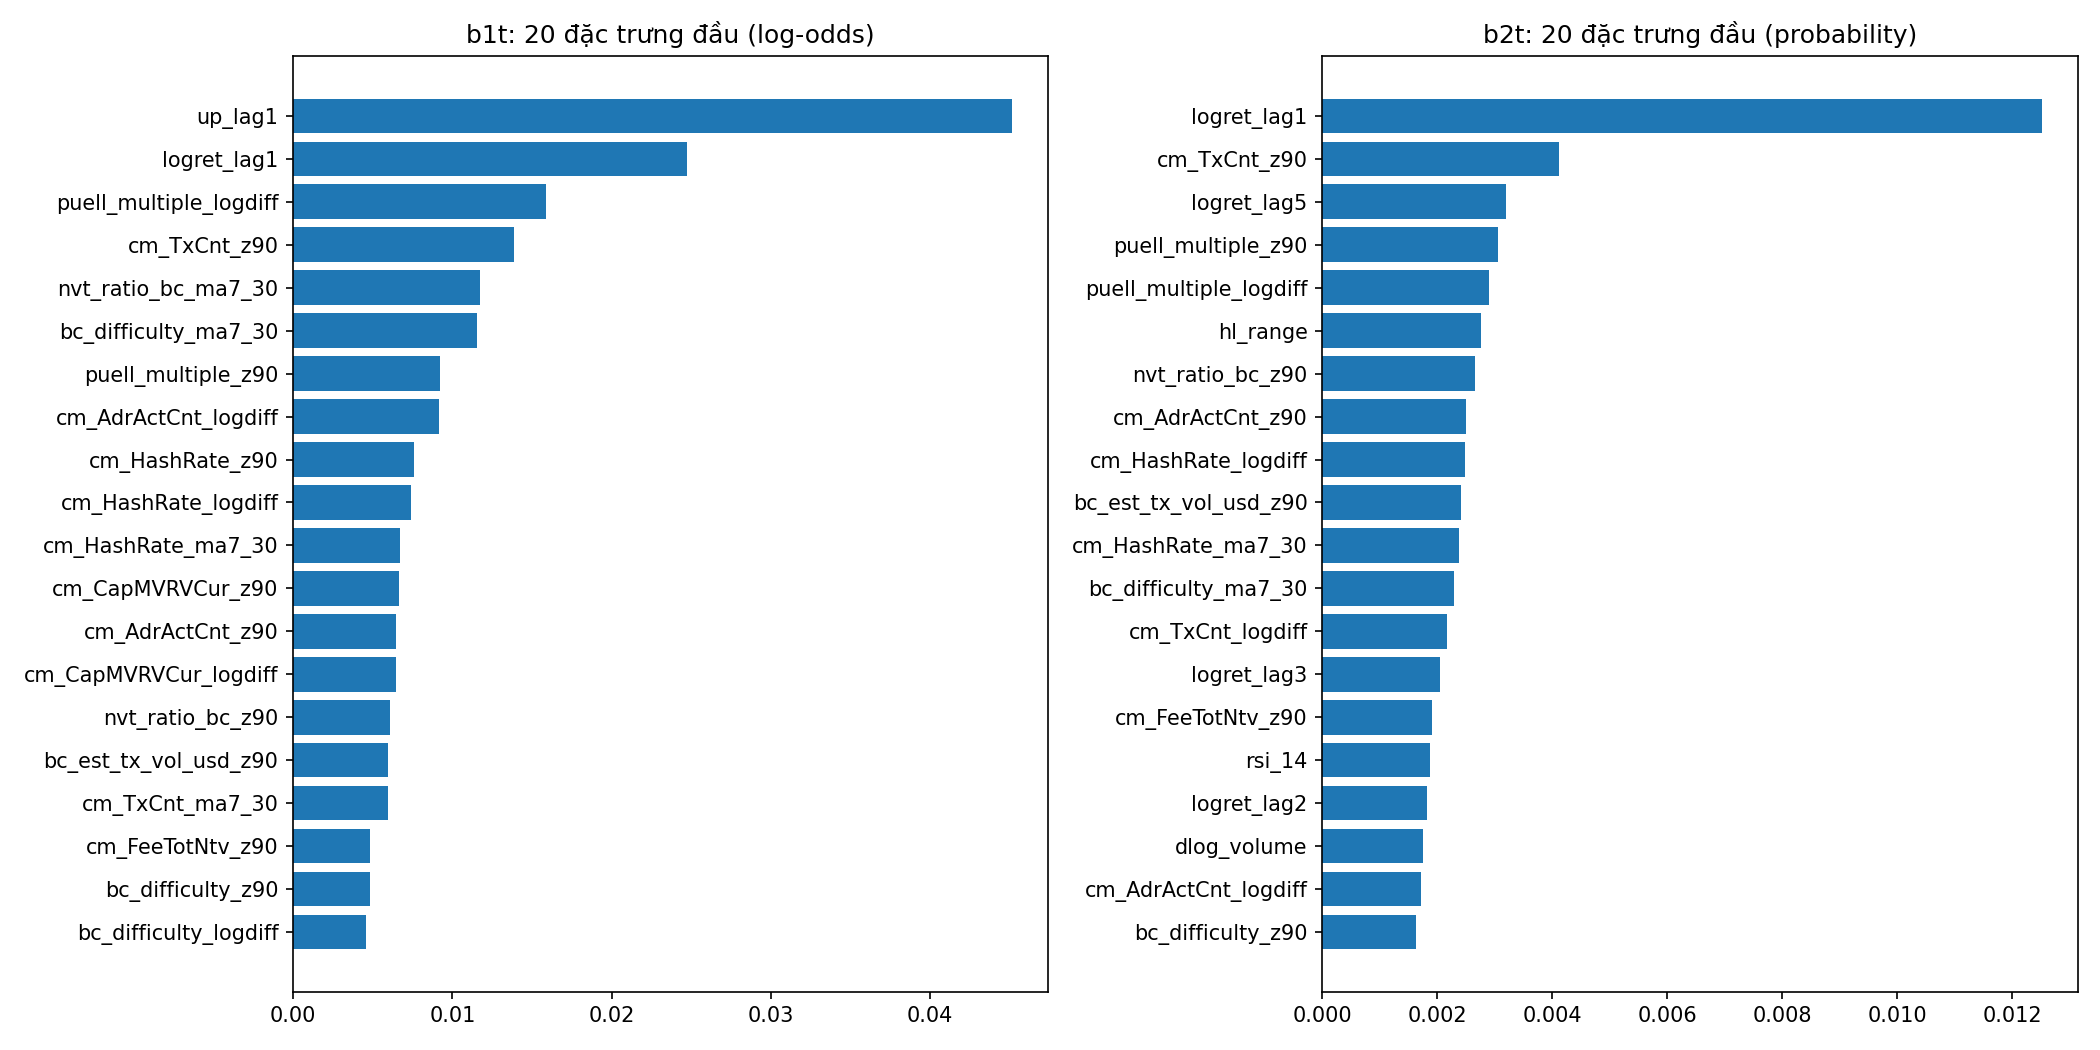 b1t: 20 đặc trưng đầu (log-odds)
up_lag1
logret_lag1
puell_multiple_logdiff
cm_TxCnt_z90
nvt_ratio_bc_ma7_30
bc_difficulty_ma7_30
puell_multiple_z90
cm_AdrActCnt_logdiff
cm_HashRate_z90
cm_HashRate_logdiff
cm_HashRate_ma7_30
cm_CapMVRVCur_z90
cm_AdrActCnt_z90
cm_CapMVRVCur_logdiff
nvt_ratio_bc_z90
bc_est_tx_vol_usd_z90
cm_TxCnt_ma7_30
cm_FeeTotNtv_z90
bc_difficulty_z90
bc_difficulty_logdiff
0.00 0.01 0.02 0.03 0.04
b2t: 20 đặc trưng đầu (probability)
logret_lag1
cm_TxCnt_z90
logret_lag5
puell_multiple_z90
puell_multiple_logdiff
hl_range
nvt_ratio_bc_z90
cm_AdrActCnt_z90
cm_HashRate_logdiff
bc_est_tx_vol_usd_z90
cm_HashRate_ma7_30
bc_difficulty_ma7_30
cm_TxCnt_logdiff
logret_lag3
cm_FeeTotNtv_z90
rsi_14
logret_lag2
dlog_volume
cm_AdrActCnt_logdiff
bc_difficulty_z90
0.000 0.002 0.004 0.006 0.008 0.010 0.012